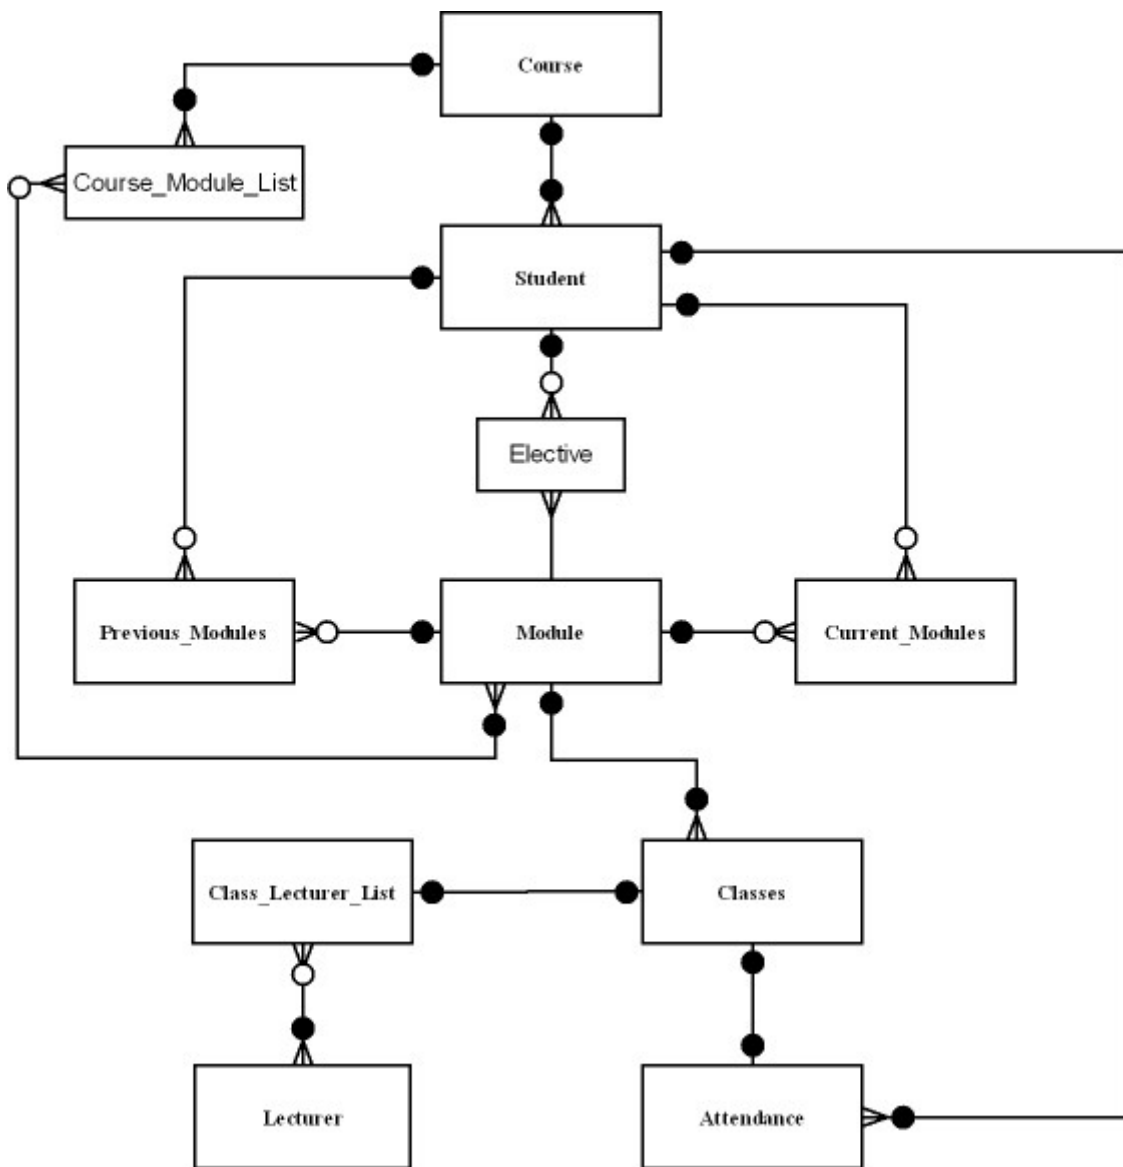 Course
Course_Module_List
Student
Elective
Previous_Modules
Module
Current_Modules
Class_Lecturer_List
Classes
Lecturer
Attendance